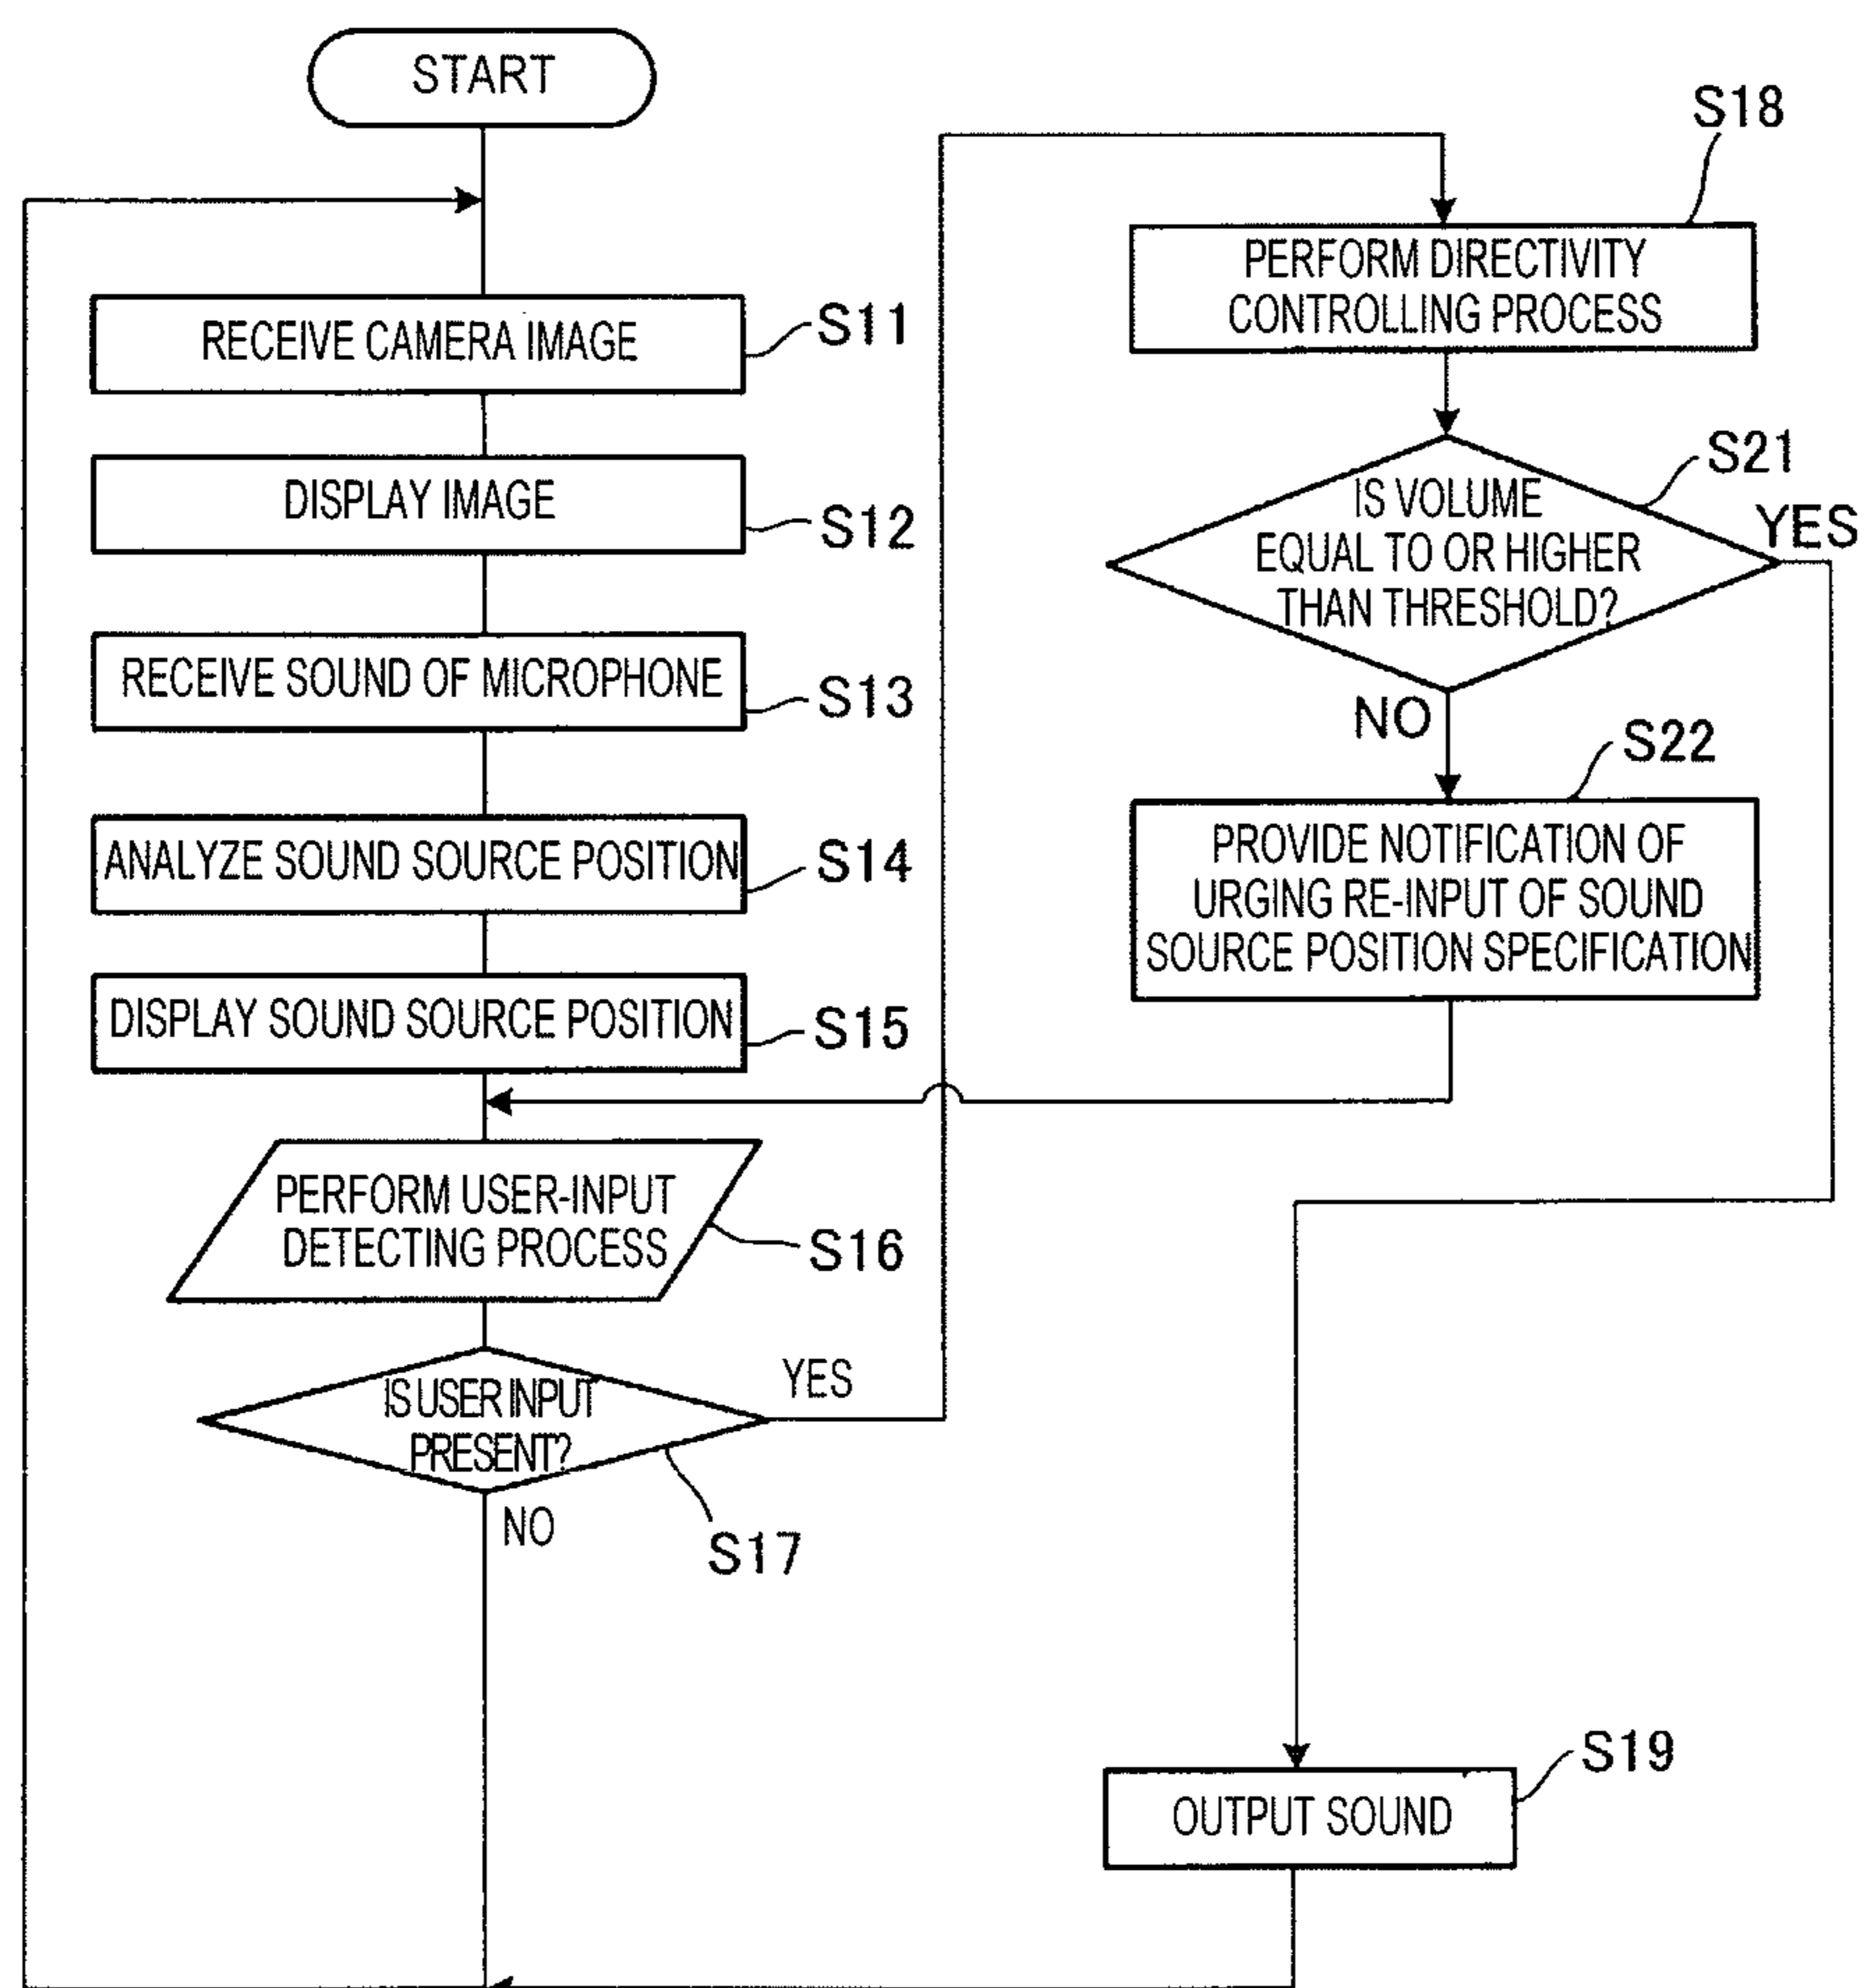 START
RECEIVE CAMERA IMAGE
S11
DISPLAY IMAGE
S12
RECEIVE SOUND OF MICROPHONE
S13
ANALYZE SOUND SOURCE POSITION
S14
DISPLAY SOUND SOURCE POSITION
S15
PERFORM USER-INPUT
DETECTING PROCESS
S16
IS USER INPUT
PRESENT?
YES
NO
S17
S18
PERFORM DIRECTIVITY
CONTROLLING PROCESS
S21
IS VOLUME
EQUAL TO OR HIGHER
THAN THRESHOLD?
YES
NO
S22
PROVIDE NOTIFICATION OF
URGING RE-INPUT OF SOUND
SOURCE POSITION SPECIFICATION
S19
OUTPUT SOUND